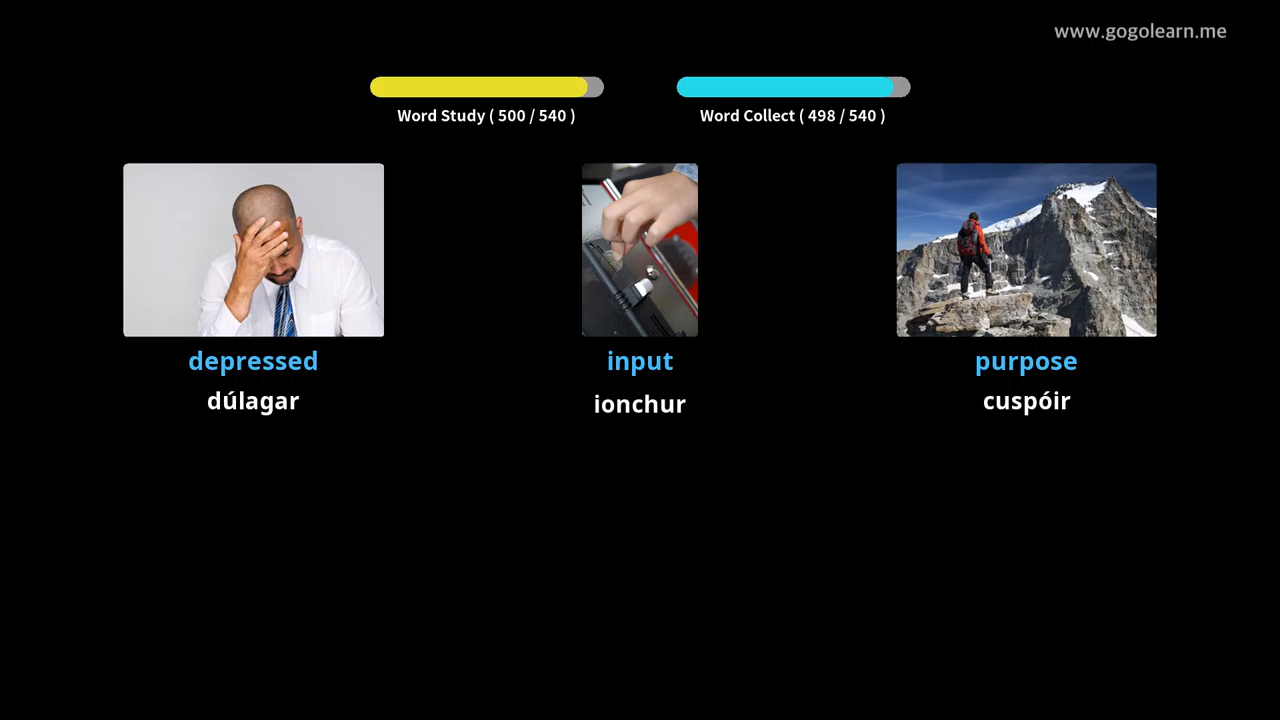 www.gogolearn.me
Word Study ( 500 / 540 )
Word Collect ( 498 / 540 )
depressed
input
purpose
dúlagar
ionchur
cuspóir